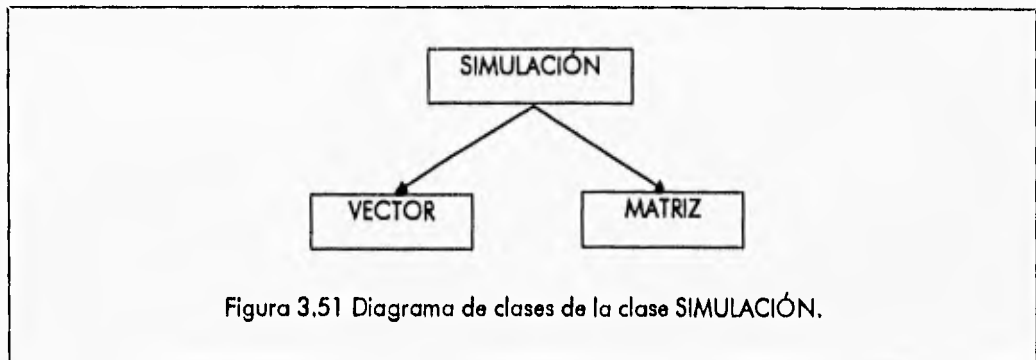 SIMULACIÓN
VECTOR
MATRIZ
Figura 3.51 Diagrama de clases de la clase SIMULACIÓN.